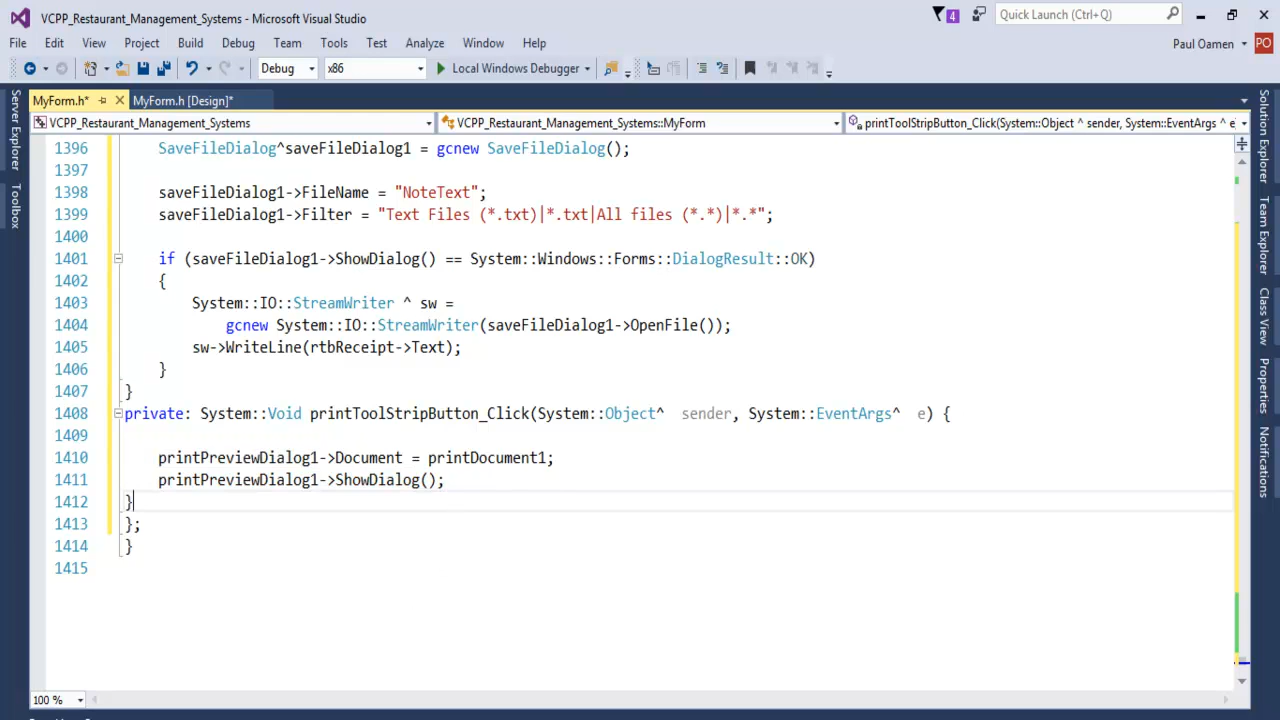 VCPP_Restaurant_Management_Systems - Microsoft Visual Studio
4
Quick Launch (Ctrl+Q)
File Edit View Project Build Debug Team Tools Test Analyze Window Help
Paul Oamen
PO
Debug x86 Local Windows Debugger
MyForm.h* MyForm.h [Design]*
VCPP_Restaurant_Management_Systems VCPP_Restaurant_Management_Systems::MyForm printToolStripButton_Click(System::Object ^ sender, System::EventArgs ^ e
Server Explorer
Toolbox
1396 SaveFileDialog^saveFileDialog1 = gcnew SaveFileDialog();
1397
1398 saveFileDialog1->FileName = "NoteText";
1399 saveFileDialog1->Filter = "Text Files (*.txt)|*.txt|All files (*.*)|*.*";
1400
1401 if (saveFileDialog1->ShowDialog() == System::Windows::Forms::DialogResult::OK)
1402 {
1403 System::IO::StreamWriter ^ sw =
1404 gcnew System::IO::StreamWriter(saveFileDialog1->OpenFile());
1405 sw->WriteLine(rtbReceipt->Text);
1406 }
1407 }
1408 private: System::Void printToolStripButton_Click(System::Object^  sender, System::EventArgs^  e) {
1409
1410 printPreviewDialog1->Document = printDocument1;
1411 printPreviewDialog1->ShowDialog();
1412 }
1413 };
1414 }
1415
Solution Explorer
Team Explorer
Class View
Properties
Notifications
100 %